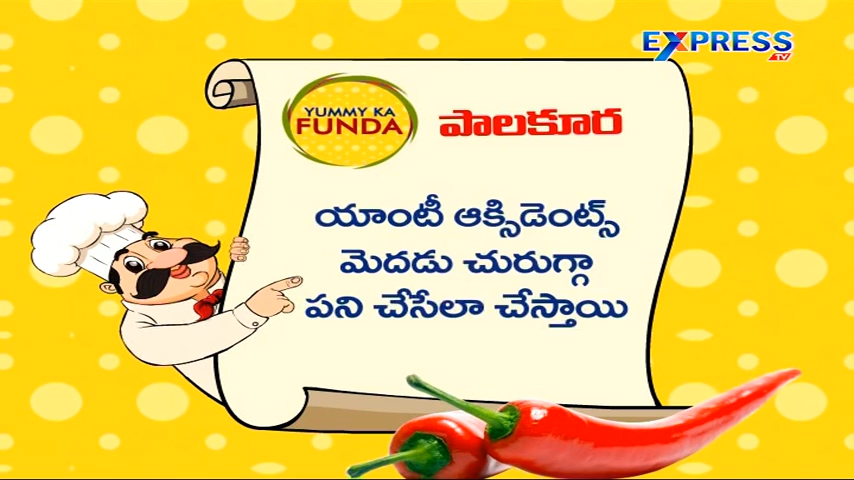 EXPRESS
TV
YUMMY KA
FUNDA
పాలకూర
యాంటీ ఆక్సిడెంట్స్
మెదడు చురుగ్గా
పని చేసేలా చేస్తాయి